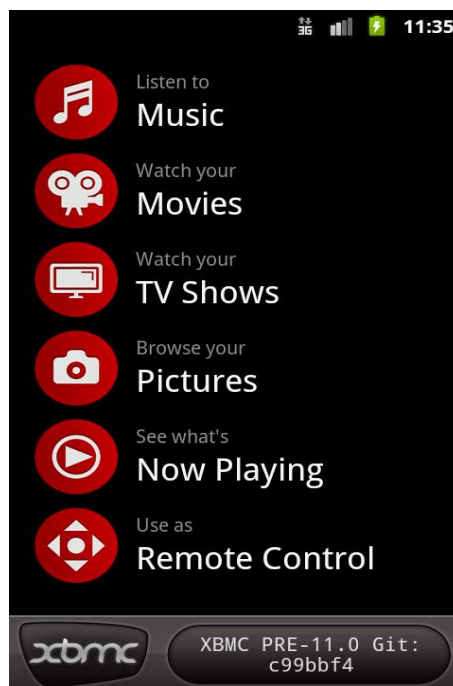 3G 11:35
Listen to
Music
Watch your
Movies
Watch your
TV Shows
Browse your
Pictures
See what's
Now Playing
Use as
Remote Control
xbmc
XBMC PRE-11.0 Git:
c99bbf4